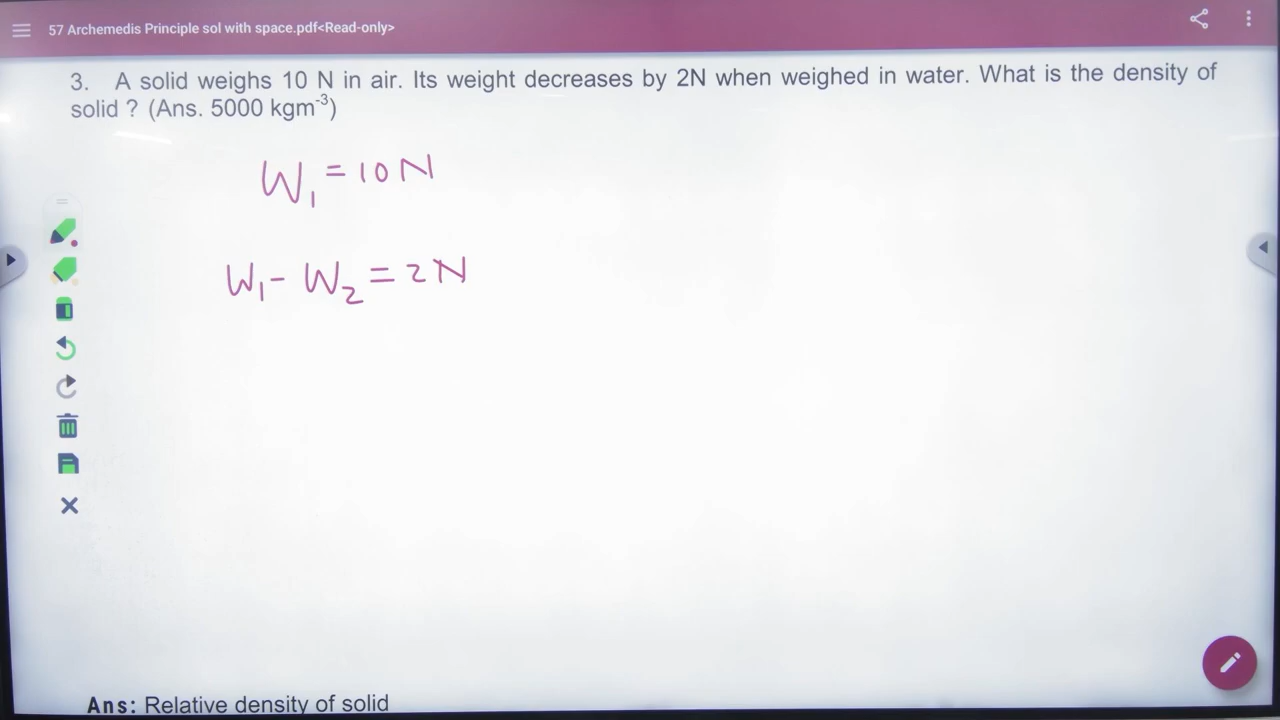 57 Archemedis Principle sol with space.pdf<Read-only>
3. A solid weighs 10 N in air. Its weight decreases by 2N when weighed in water. What is the density of
solid ? (Ans. 5000 kgm⁻³)
W₁ = 10 N
W₁ - W₂ = 2 N
Ans: Relative density of solid